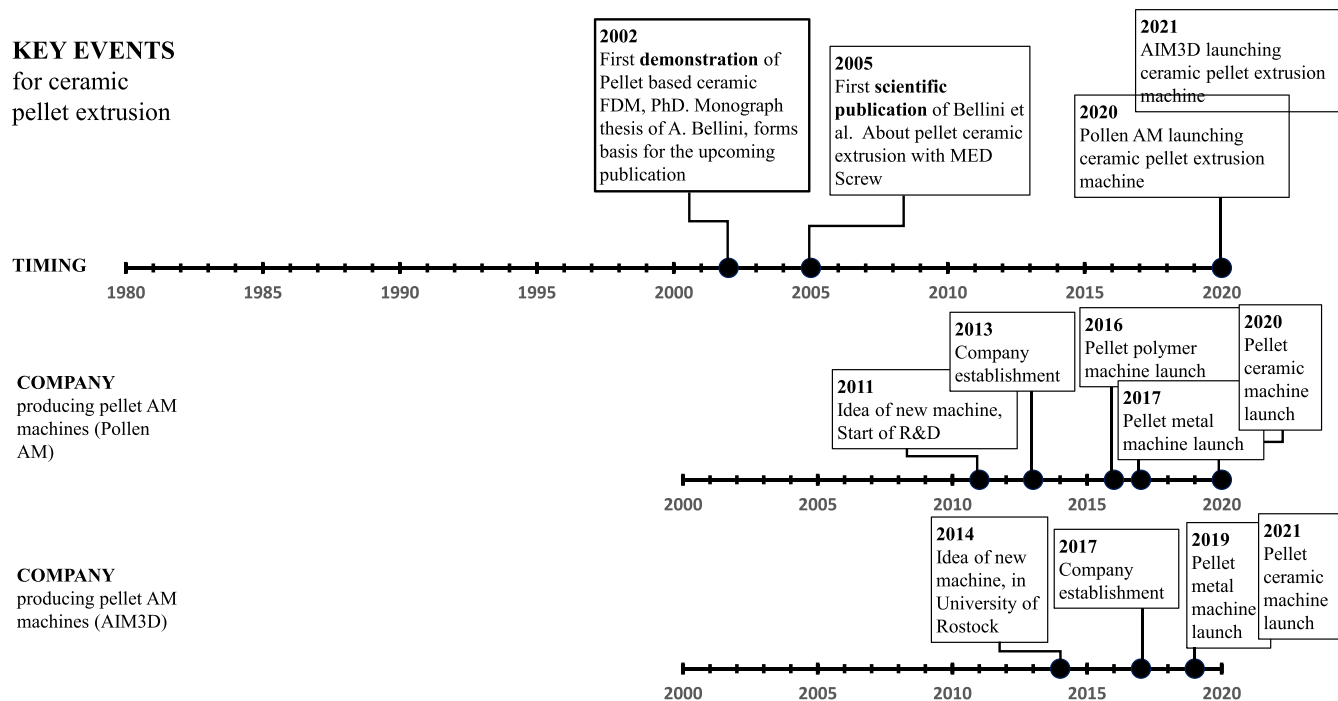 KEY EVENTS
for ceramic
pellet extrusion
2002
First demonstration of
Pellet based ceramic
FDM, PhD. Monograph
thesis of A. Bellini, forms
basis for the upcoming
publication
2005
First scientific
publication of Bellini et
al. About pellet ceramic
extrusion with MED
Screw
2021
AIM3D launching
ceramic pellet extrusion
machine
2020
Pollen AM launching
ceramic pellet extrusion
machine
TIMING
1980 1985 1990 1995 2000 2005 2010 2015 2020
COMPANY
producing pellet AM
machines (Pollen
AM)
2011
Idea of new machine,
Start of R&D
2013
Company
establishment
2016
Pellet polymer
machine launch
2017
Pellet metal
machine launch
2020
Pellet
ceramic
machine
launch
2000 2005 2010 2015 2020
COMPANY
producing pellet AM
machines (AIM3D)
2014
Idea of new
machine, in
University of
Rostock
2017
Company
establishment
2019
Pellet
metal
machine
launch
2021
Pellet
ceramic
machine
launch
2000 2005 2010 2015 2020